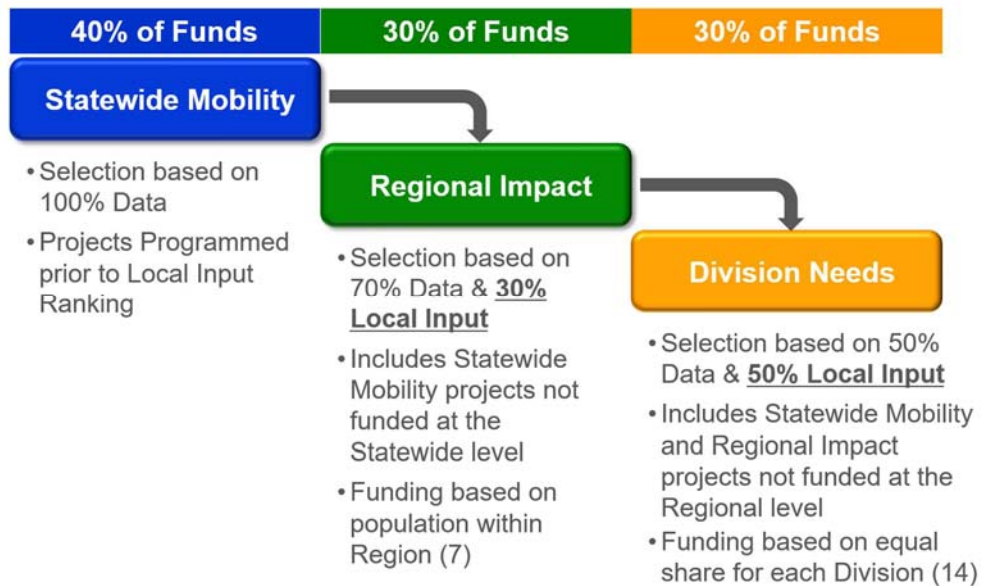 40% of Funds
30% of Funds
30% of Funds
Statewide Mobility
• Selection based on
100% Data
• Projects Programmed
prior to Local Input
Ranking
Regional Impact
• Selection based on
70% Data & 30%
Local Input
• Includes Statewide
Mobility projects not
funded at the
Statewide level
• Funding based on
population within
Region (7)
Division Needs
• Selection based on 50%
Data & 50% Local Input
• Includes Statewide Mobility
and Regional Impact
projects not funded at the
Regional level
• Funding based on equal
share for each Division (14)